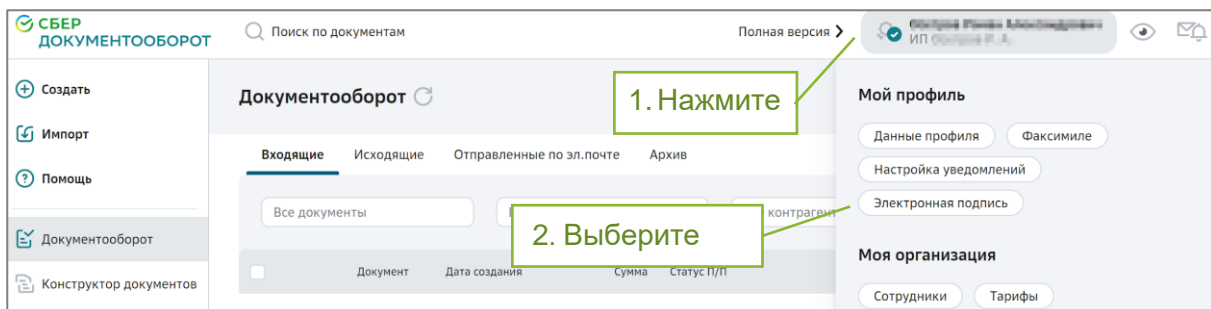 СБЕР
ДОКУМЕНТООБОРОТ
Поиск по документам
Полная версия
ИП
Создать
Импорт
Помощь
Документооборот
Конструктор документов
Документооборот
1. Нажмите
Входящие Исходящие Отправленные по эл.почте Архив
Все документы
контрагент
2. Выберите
Документ Дата создания Сумма Статус П/П
Мой профиль
Данные профиля Факсимиле
Настройка уведомлений
Электронная подпись
Моя организация
Сотрудники Тарифы